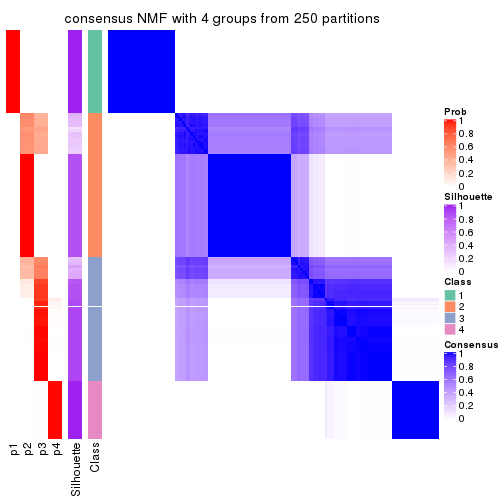 consensus NMF with 4 groups from 250 partitions
Prob
1
0.8
0.6
0.4
0.2
0
Silhouette
1
0.8
0.6
0.4
0.2
0
Class
1
2
3
4
Consensus
1
0.8
0.6
0.4
0.2
0
p1
p2
p3
p4
Silhouette
Class